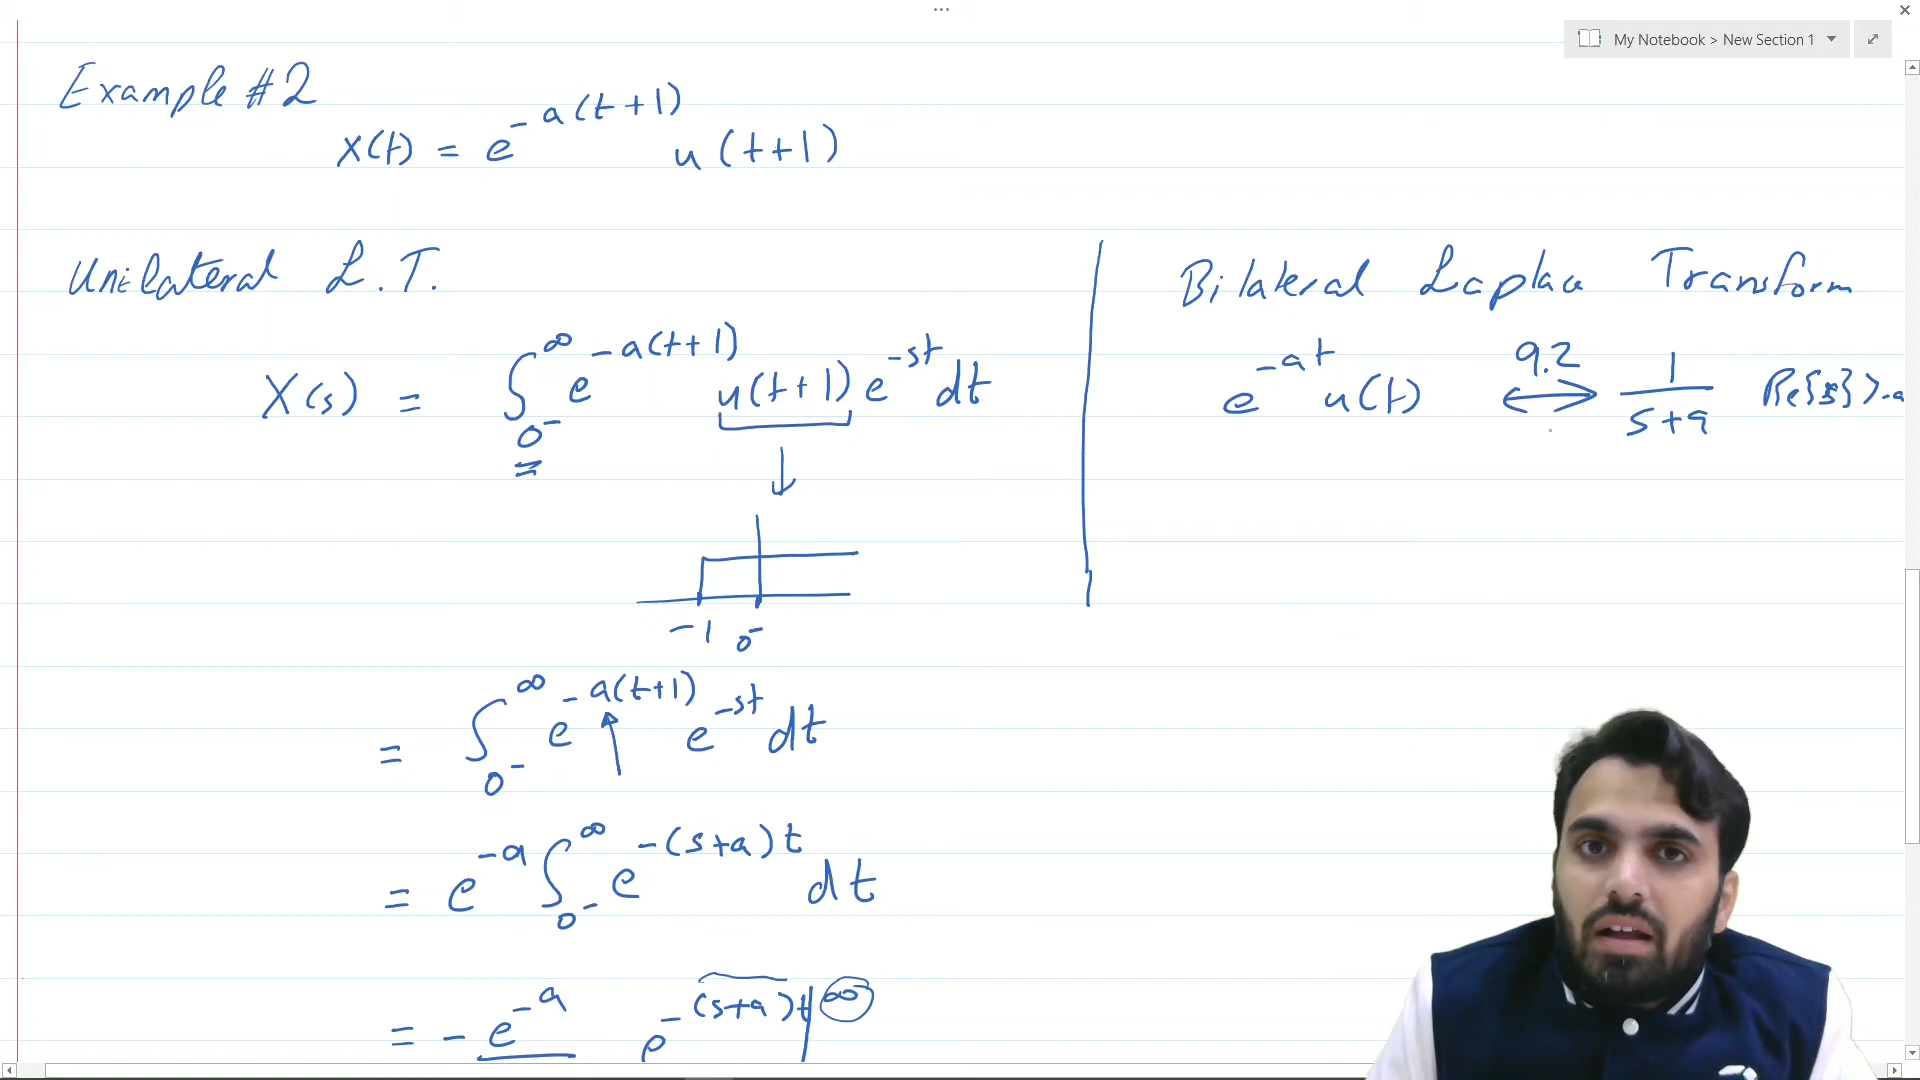 My Notebook > New Section 1
Example #2
x(t) = e^{-a(t+1)} u(t+1)
Unilateral L.T.
X(s) = ∫_{0⁻}^{∞} e^{-a(t+1)} u(t+1) e^{-st} dt
-1 0⁻
= ∫_{0⁻}^{∞} e^{-a(t+1)} e^{-st} dt
= e^{-a} ∫_{0⁻}^{∞} e^{-(s+a)t} dt
= - e^{-a} e^{-(s+a)t} |^{∞}
Bilateral Laplace Transform
e^{-at} u(t) ⟷ 9.2 1/(s+a) Re{s} > -a